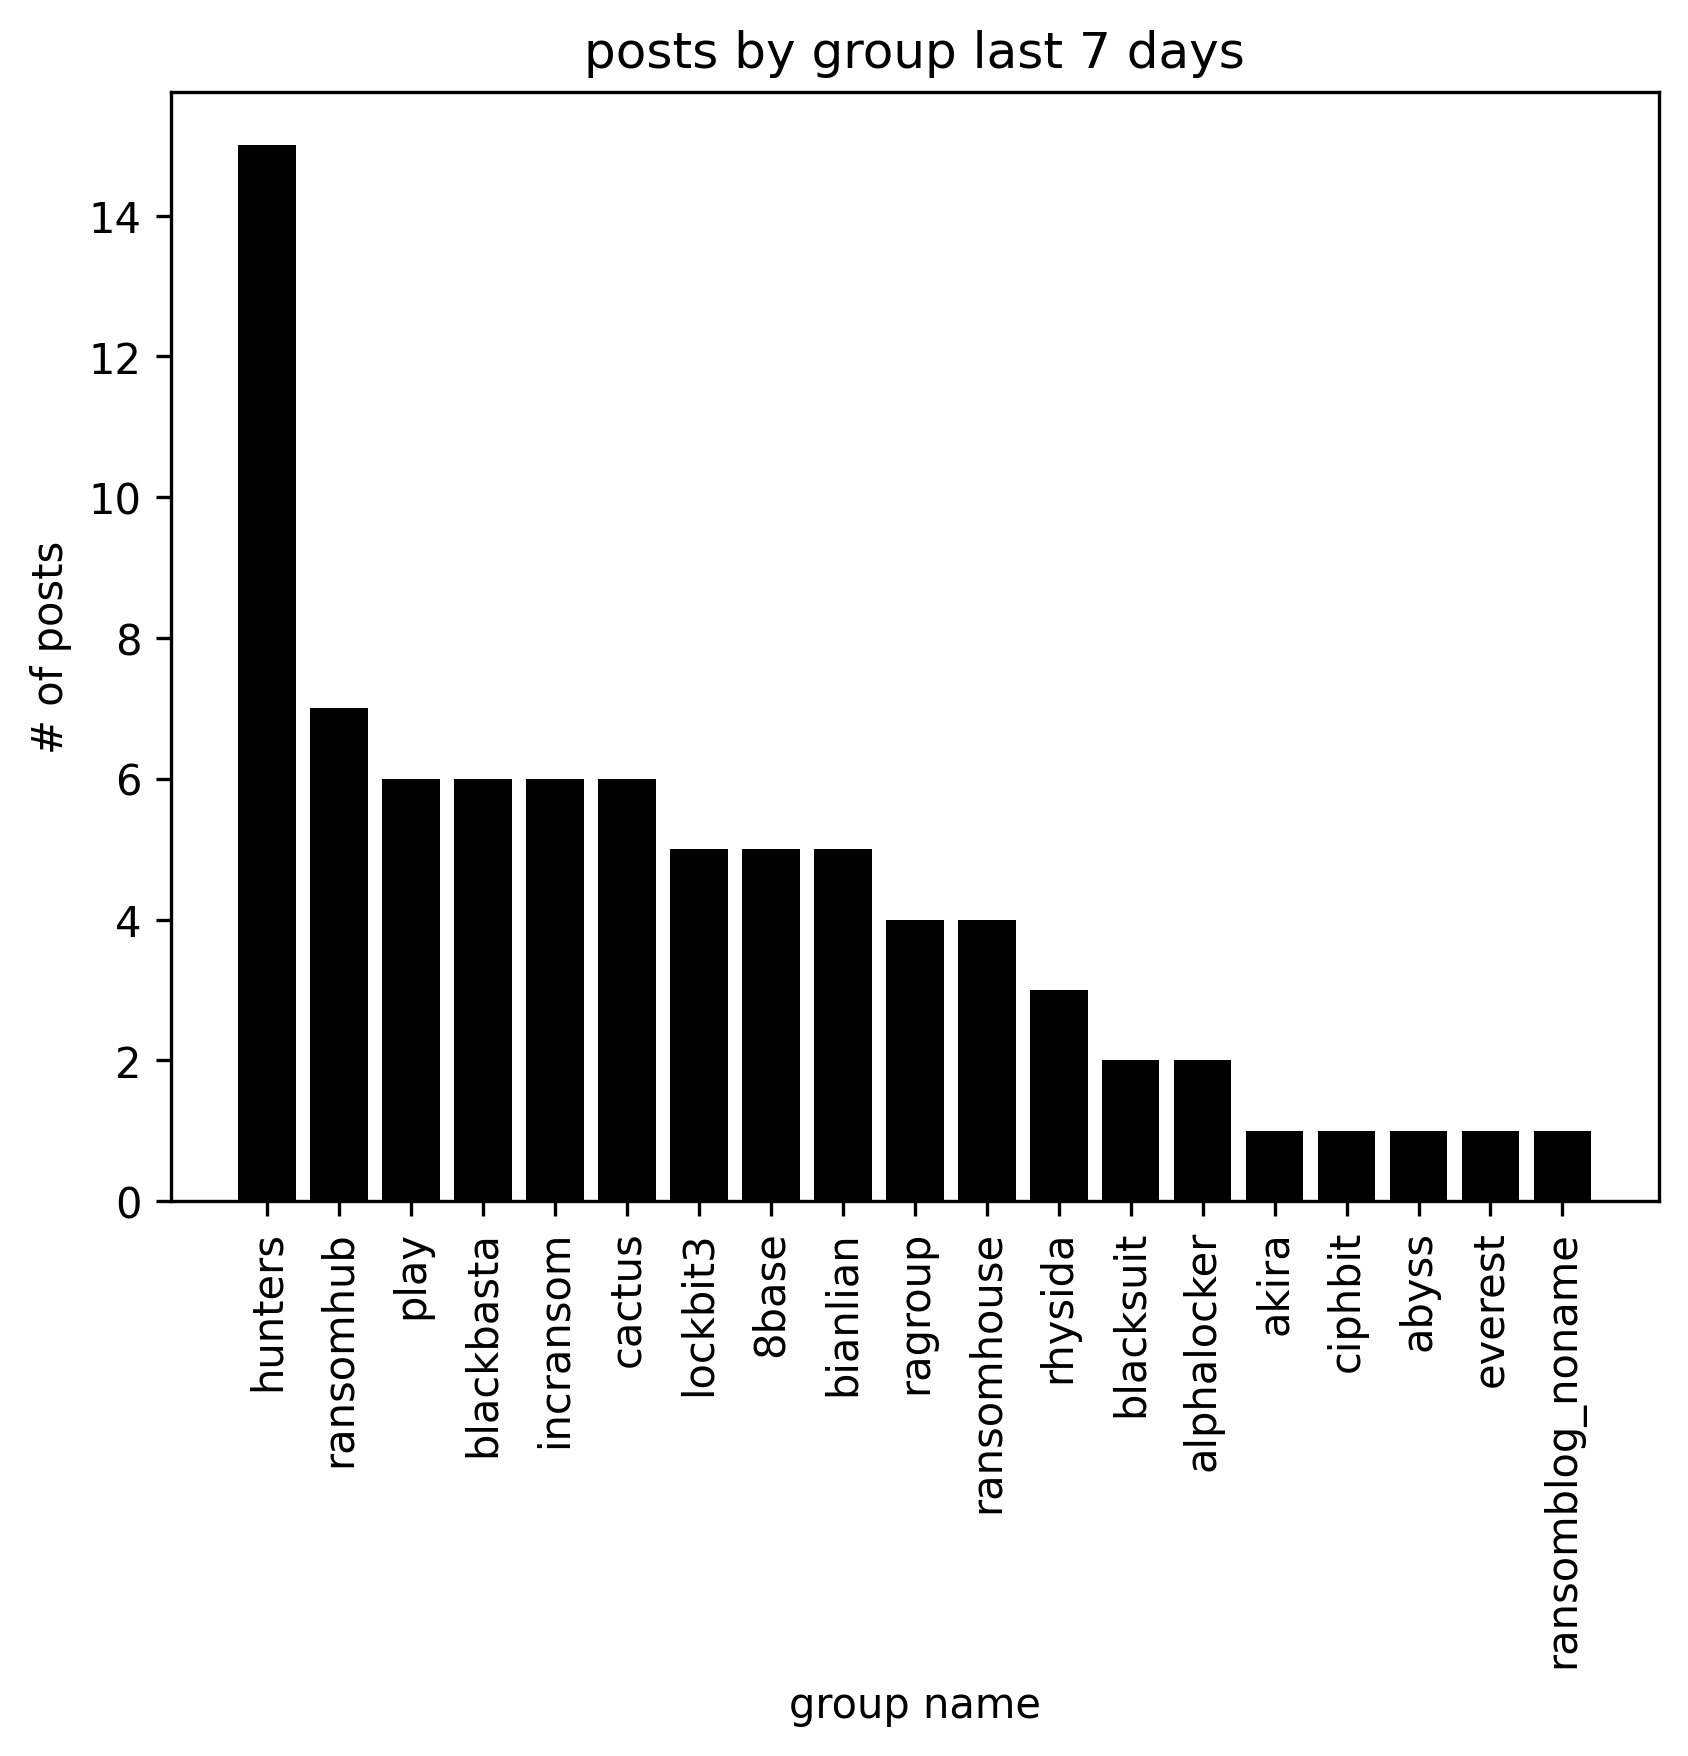 posts by group last 7 days
# of posts
14
12
10
8
6
4
2
0
hunters
ransomhub
play
blackbasta
incransom
cactus
lockbit3
8base
bianlian
ragroup
ransomhouse
rhysida
blacksuit
alphalocker
akira
ciphbit
abyss
everest
ransomblog_noname
group name